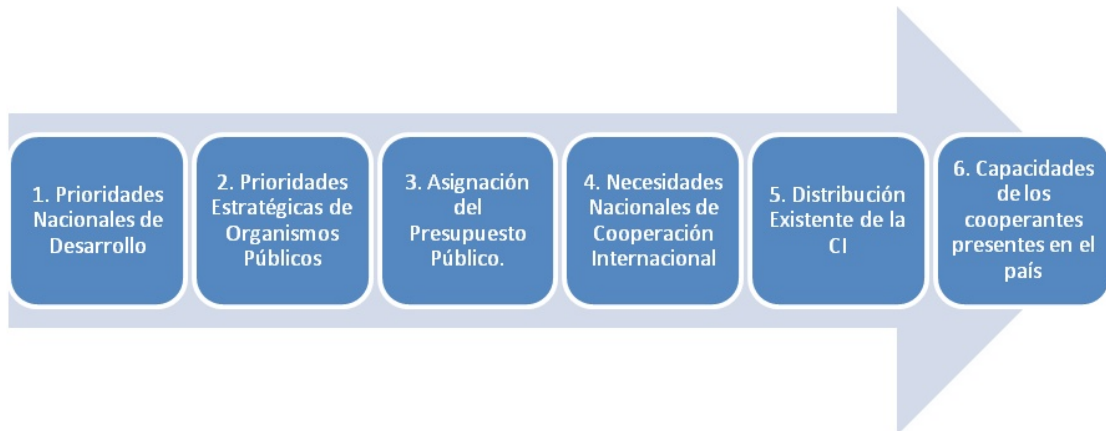 1. Prioridades
Nacionales de
Desarrollo
2. Prioridades
Estratégicas de
Organismos
Públicos
3. Asignación
del
Presupuesto
Público.
4. Necesidades
Nacionales de
Cooperación
Internacional
5. Distribución
Existente de la
CI
6. Capacidades
de los
cooperantes
presentes en el
país